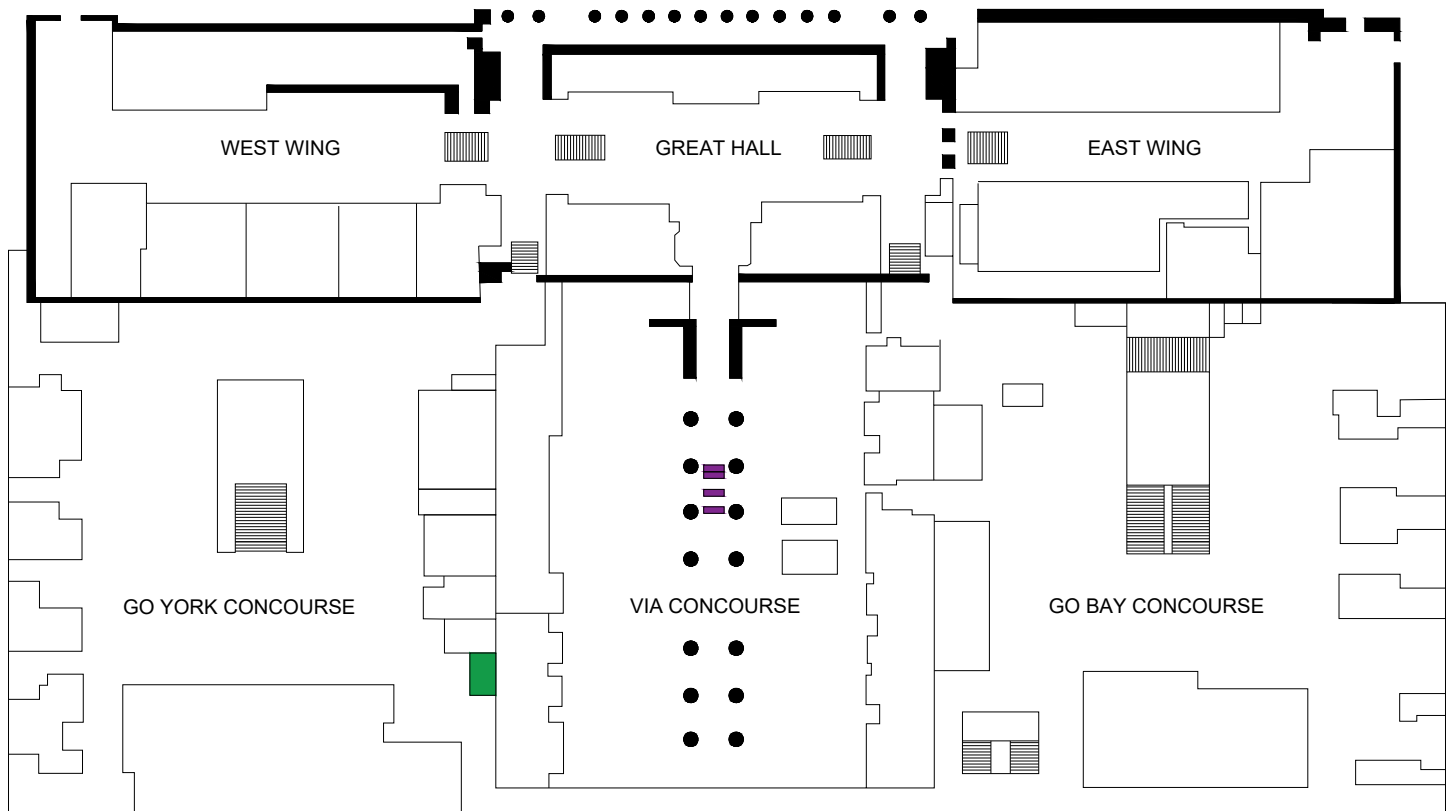 WEST WING
GREAT HALL
EAST WING
GO YORK CONCOURSE
VIA CONCOURSE
GO BAY CONCOURSE